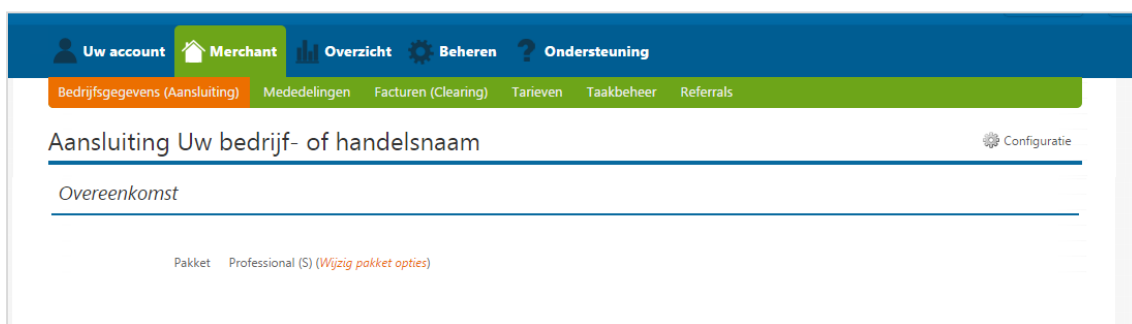 Uw account Merchant Overzicht Beheren ? Ondersteuning
Bedrijfsgegevens (Aansluiting) Mededelingen Facturen (Clearing) Tarieven Taakbeheer Referrals
Aansluiting Uw bedrijf- of handelsnaam Configuratie
Overeenkomst
Pakket Professional (S) (Wijzig pakket opties)